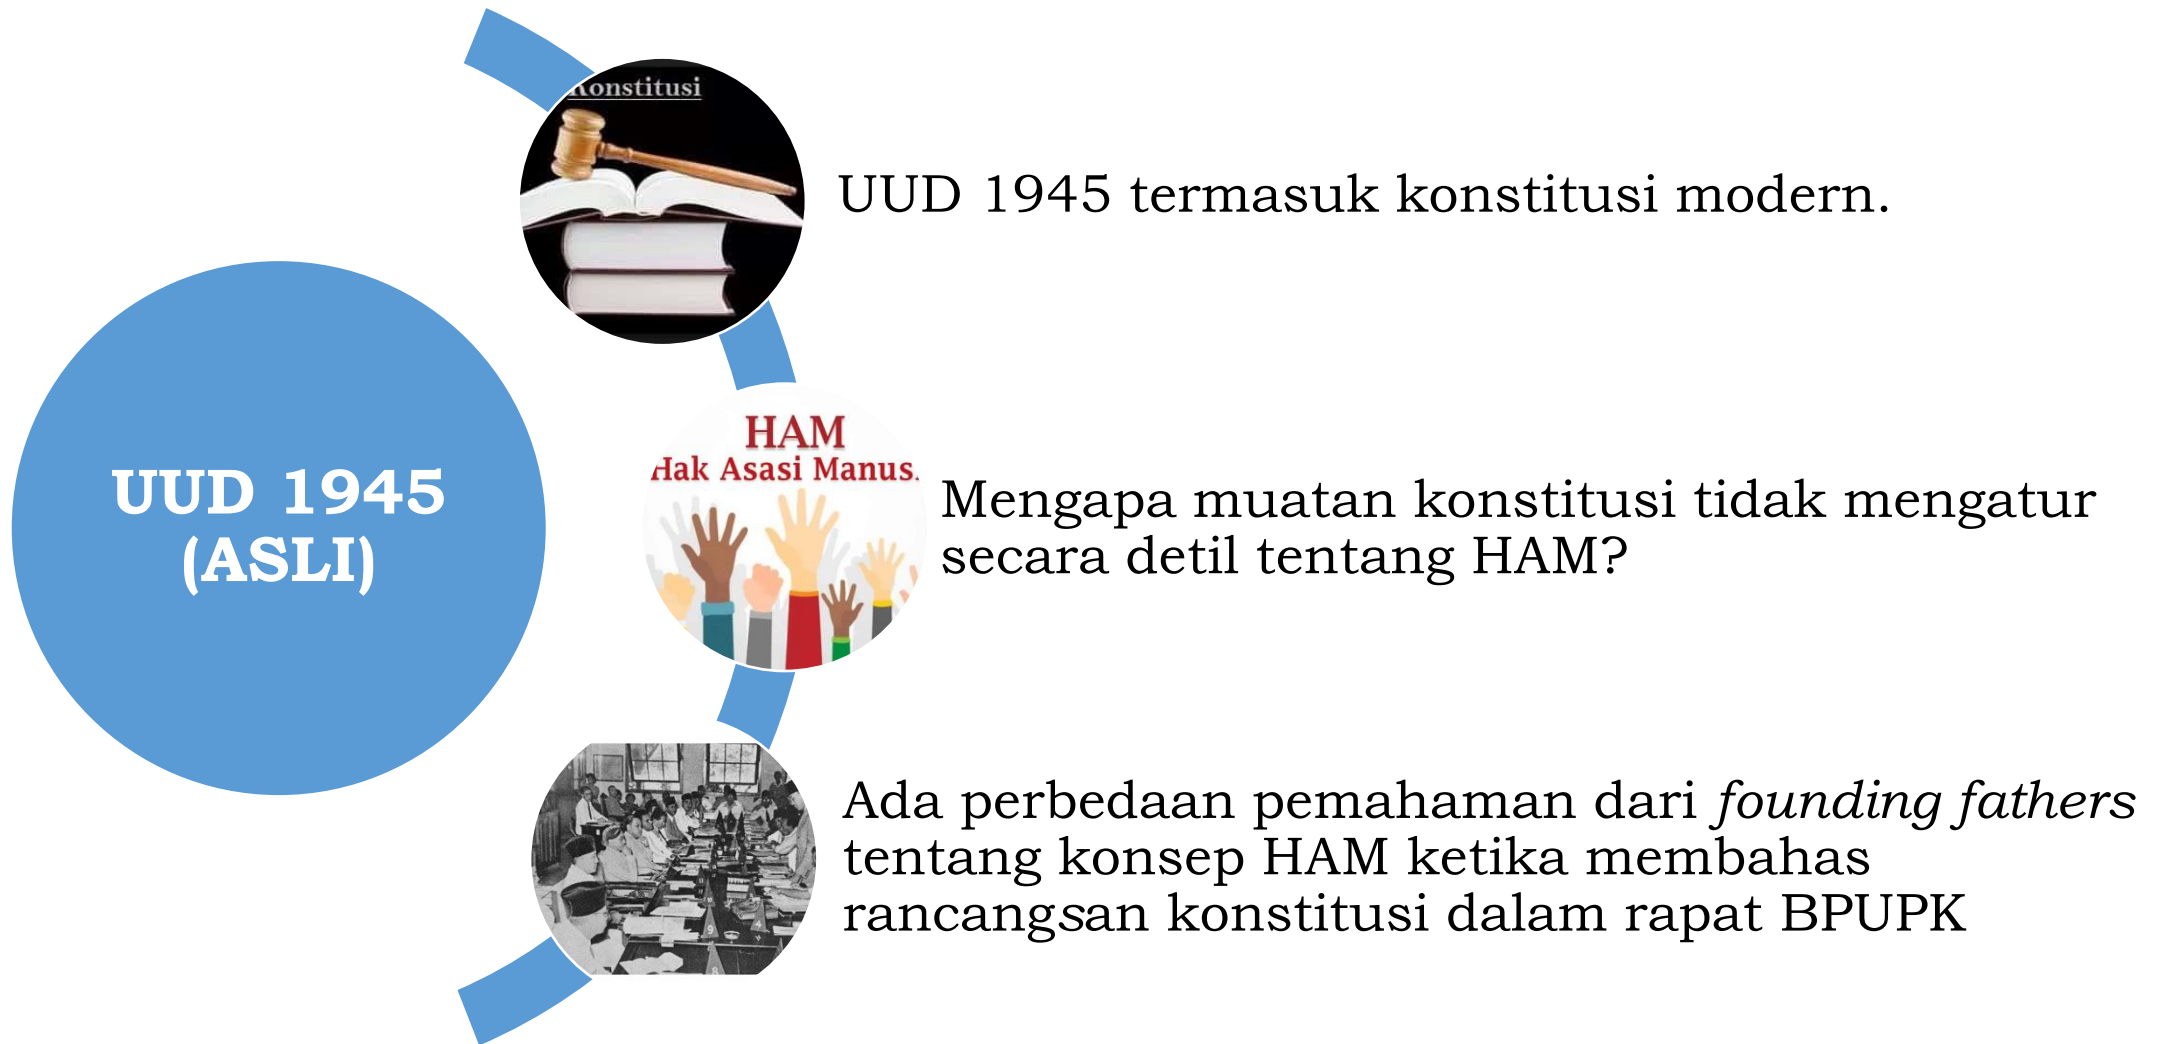 Konstitusi
UUD 1945 termasuk konstitusi modern.
HAM
Hak Asasi Manus
UUD 1945
(ASLI)
Mengapa muatan konstitusi tidak mengatur
secara detil tentang HAM?
Ada perbedaan pemahaman dari founding fathers
tentang konsep HAM ketika membahas
rancangsan konstitusi dalam rapat BPUPK